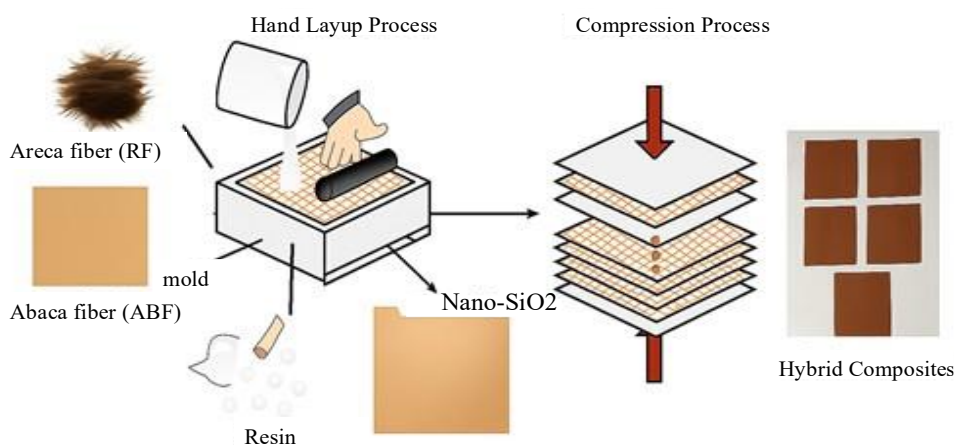 Hand Layup Process
Compression Process
Areca fiber (RF)
mold
Abaca fiber (ABF)
Nano-SiO2
Resin
Hybrid Composites